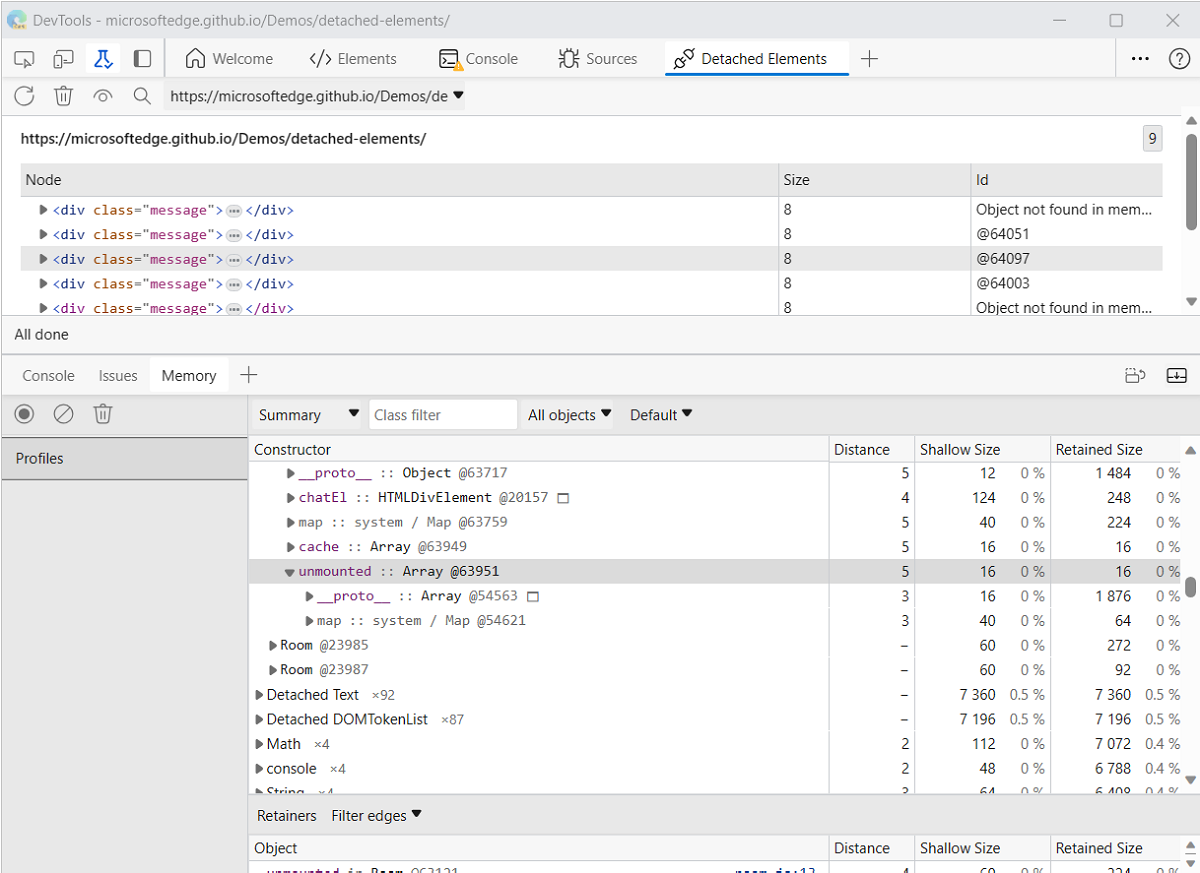 DevTools - microsoftedge.github.io/Demos/detached-elements/
Welcome </> Elements Console Sources Detached Elements
https://microsoftedge.github.io/Demos/de
https://microsoftedge.github.io/Demos/detached-elements/ 9
Node Size Id
<div class="message"> … </div> 8 Object not found in mem...
<div class="message"> … </div> 8 @64051
<div class="message"> … </div> 8 @64097
<div class="message"> … </div> 8 @64003
<div class="message"> … </div> 8 Object not found in mem...
All done
Console Issues Memory
Summary Class filter All objects Default
Profiles
Constructor Distance Shallow Size Retained Size
__proto__ :: Object @63717 5 12 0 % 1 484 0 %
chatEl :: HTMLDivElement @20157 4 124 0 % 248 0 %
map :: system / Map @63759 5 40 0 % 224 0 %
cache :: Array @63949 5 16 0 % 16 0 %
unmounted :: Array @63951 5 16 0 % 16 0 %
__proto__ :: Array @54563 3 16 0 % 1 876 0 %
map :: system / Map @54621 3 40 0 % 64 0 %
Room @23985 – 60 0 % 272 0 %
Room @23987 – 60 0 % 92 0 %
Detached Text ×92 – 7 360 0.5 % 7 360 0.5 %
Detached DOMTokenList ×87 – 7 196 0.5 % 7 196 0.5 %
Math ×4 2 112 0 % 7 072 0.4 %
console ×4 2 48 0 % 6 788 0.4 %
String ×4 3 64 0 % 6 408 0.4 %
Retainers Filter edges
Object Distance Shallow Size Retained Size
unmounted in Room